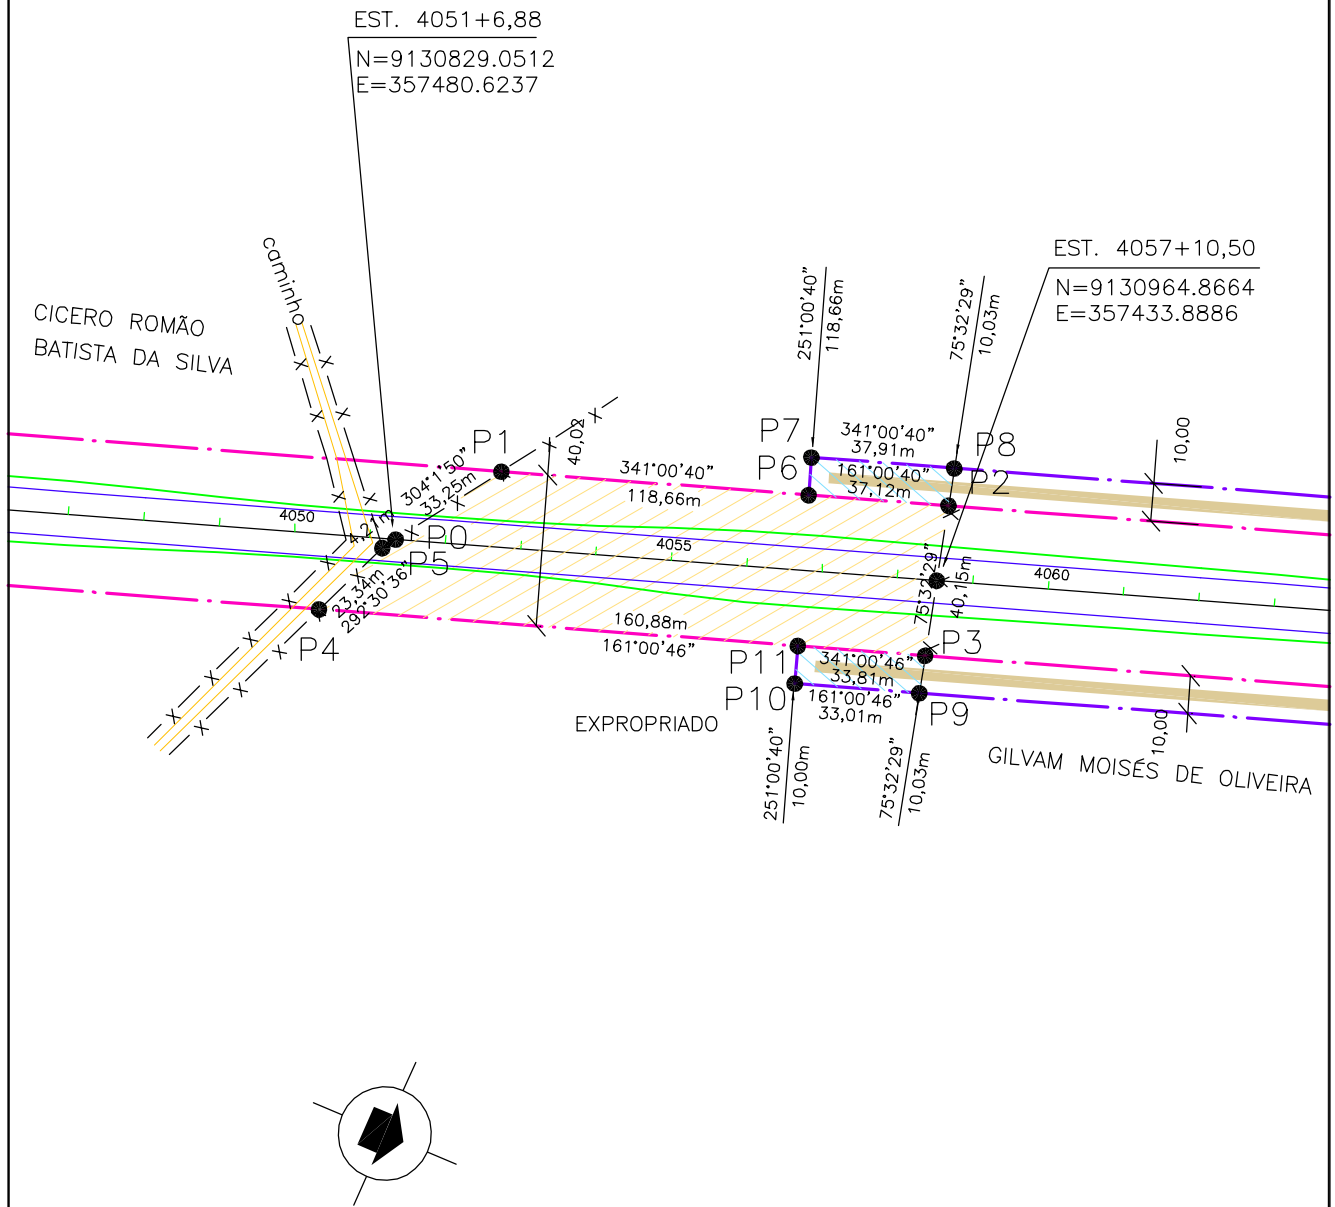 EST. 4051+6,88
N=9130829.0512
E=357480.6237
EST. 4057+10,50
N=9130964.8664
E=357433.8886
caminho
CICERO ROMÃO
BATISTA DA SILVA
251°00'40"
118,66m
75°32'29"
10,03m
P1
304°1'50"
33,25m
40,02
341°00'40"
118,66m
P7
P6
341°00'40"
37,91m
161°00'40"
37,12m
P8
P2
10,00
4050
4,21m
P0
P5
4055
75°32'29"
40,15m
4060
23,34m
292°30'36"
P4
160,88m
161°00'46"
P11
P10
341°00'46"
33,81m
161°00'46"
33,01m
P3
P9
10,00
EXPROPRIADO
GILVAM MOISÉS DE OLIVEIRA
251°00'40"
10,00m
75°32'29"
10,03m